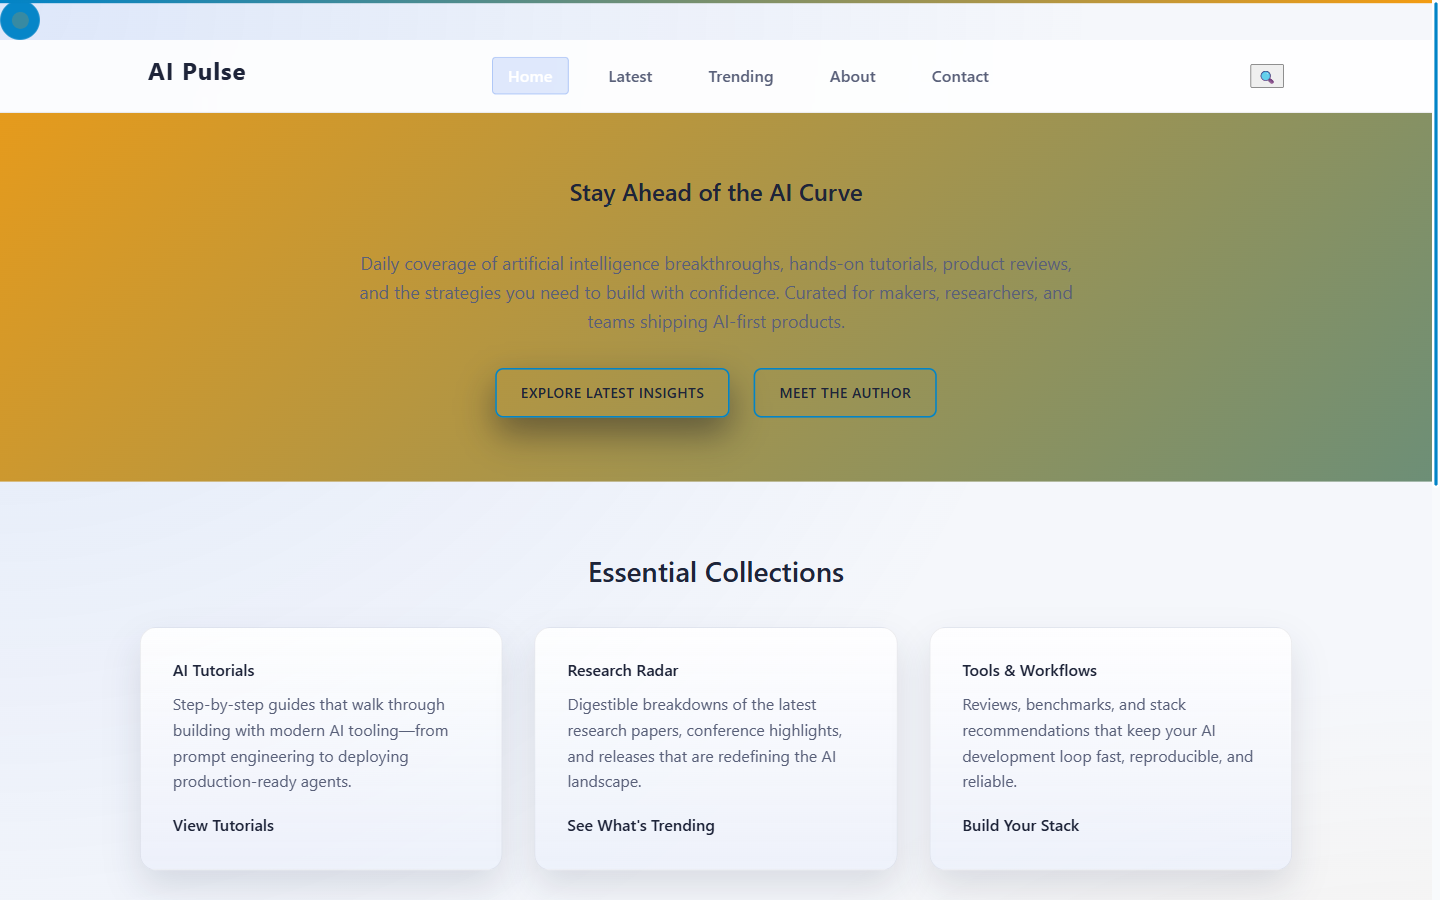 AI Pulse
Home
Latest
Trending
About
Contact
Stay Ahead of the AI Curve
Daily coverage of artificial intelligence breakthroughs, hands-on tutorials, product reviews,
and the strategies you need to build with confidence. Curated for makers, researchers, and
teams shipping AI-first products.
EXPLORE LATEST INSIGHTS
MEET THE AUTHOR
Essential Collections
AI Tutorials
Step-by-step guides that walk through
building with modern AI tooling—from
prompt engineering to deploying
production-ready agents.
View Tutorials
Research Radar
Digestible breakdowns of the latest
research papers, conference highlights,
and releases that are redefining the AI
landscape.
See What's Trending
Tools & Workflows
Reviews, benchmarks, and stack
recommendations that keep your AI
development loop fast, reproducible, and
reliable.
Build Your Stack